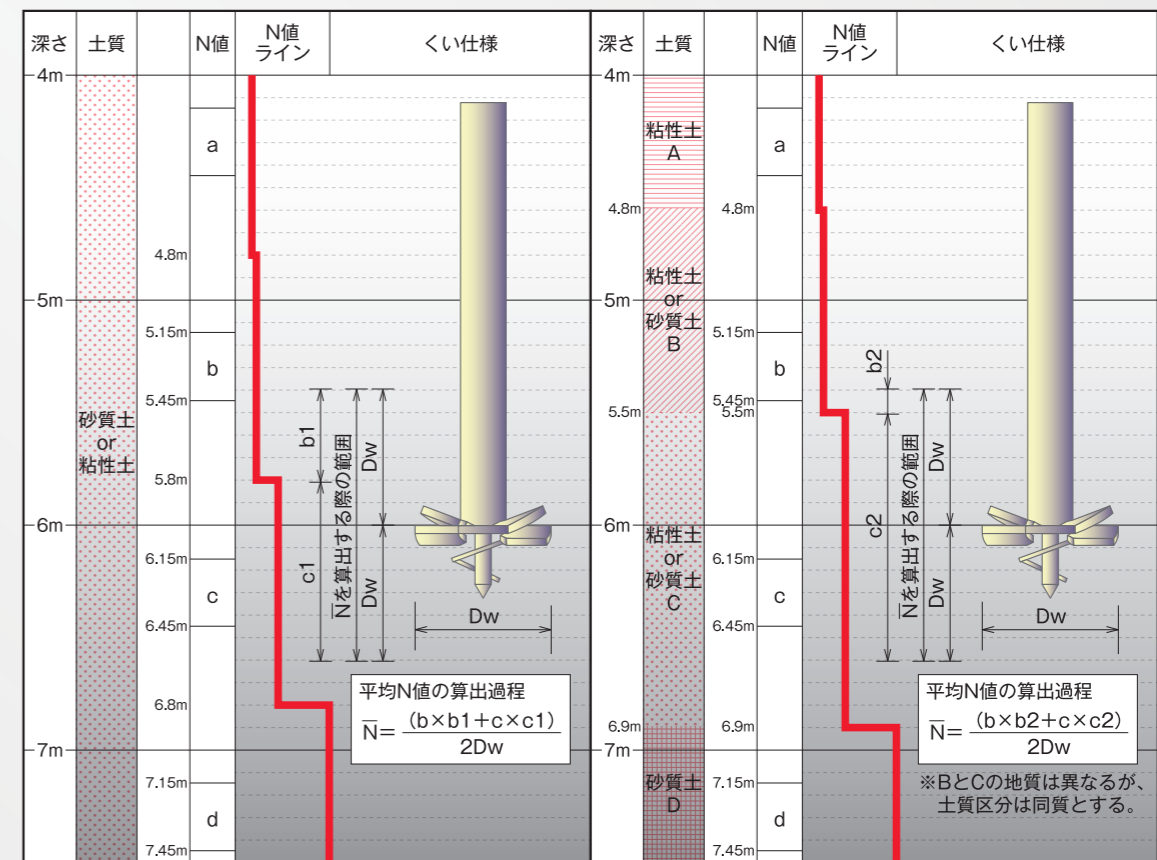 深さ 土質 N値 N値
ライン くい仕様
4m
a
4.8m
5m
5.15m
b
5.45m
砂質土
or
粘性土
5.8m
6m
6.15m
c
6.45m
6.8m
7m
7.15m
d
7.45m
b1
c1
N̅を算出する際の範囲
Dw
Dw
Dw
平均N値の算出過程
N̅= (b×b1+c×c1)
2Dw
深さ 土質 N値 N値
ライン くい仕様
4m
粘性土
A
a
4.8m 4.8m
粘性土
or
砂質土
B
5m
5.15m
b
5.45m
5.5m 5.5m
6m
粘性土
or
砂質土
C
6.15m
c
6.45m
6.9m 6.9m
7m
砂質土
D
7.15m
d
7.45m
b2
c2
N̅を算出する際の範囲
Dw
Dw
Dw
平均N値の算出過程
N̅= (b×b2+c×c2)
2Dw
※BとCの地質は異なるが、
土質区分は同質とする。